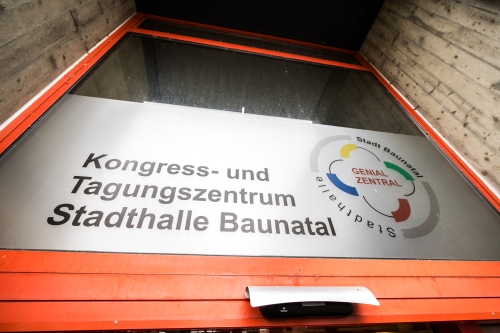 Kongress- und
Tagungszentrum
Stadthalle Baunatal
Stadt Baunatal
GENIAL
ZENTRAL
Stadthalle